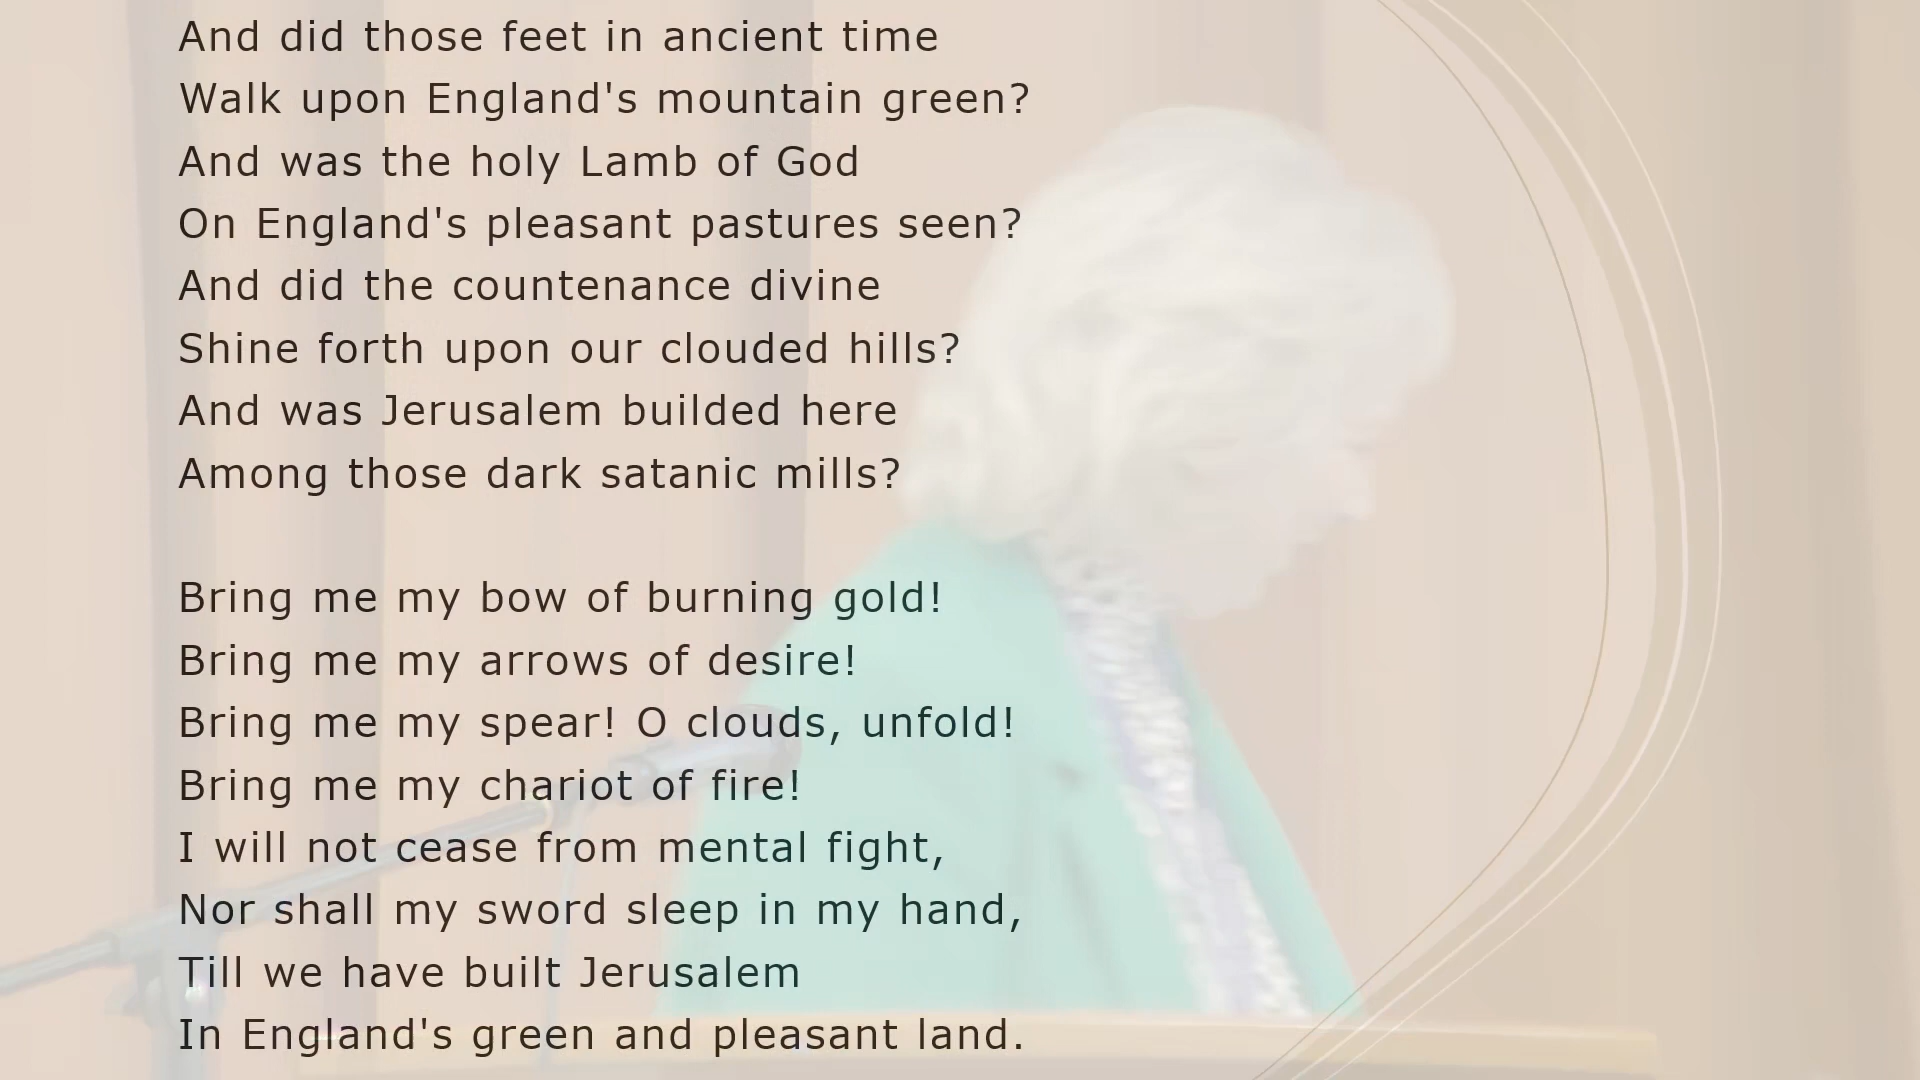 And did those feet in ancient time
Walk upon England's mountain green?
And was the holy Lamb of God
On England's pleasant pastures seen?
And did the countenance divine
Shine forth upon our clouded hills?
And was Jerusalem builded here
Among those dark satanic mills?
Bring me my bow of burning gold!
Bring me my arrows of desire!
Bring me my spear! O clouds, unfold!
Bring me my chariot of fire!
I will not cease from mental fight,
Nor shall my sword sleep in my hand,
Till we have built Jerusalem
In England's green and pleasant land.